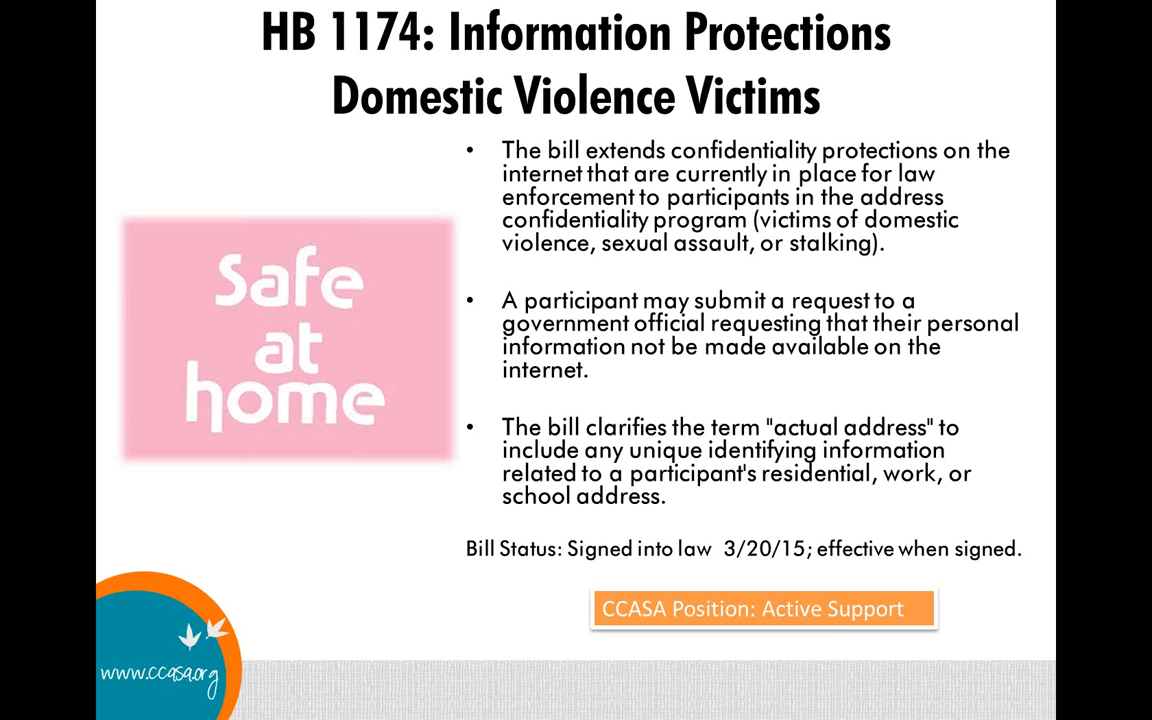 HB 1174: Information Protections
Domestic Violence Victims
Safe
at
home
• The bill extends confidentiality protections on the
internet that are currently in place for law
enforcement to participants in the address
confidentiality program (victims of domestic
violence, sexual assault, or stalking).
• A participant may submit a request to a
government official requesting that their personal
information not be made available on the
internet.
• The bill clarifies the term "actual address" to
include any unique identifying information
related to a participant's residential, work, or
school address.
Bill Status: Signed into law 3/20/15; effective when signed.
CCASA Position: Active Support
www.ccasa.org